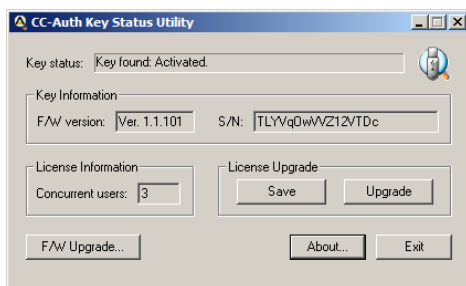 CC-Auth Key Status Utility
Key status: Key found: Activated.
Key Information
F/W version: Ver. 1.1.101 S/N: TLYVqOwVVZ12VTDc
License Information
License Upgrade
Concurrent users: 3
Save
Upgrade
F/W Upgrade...
About...
Exit